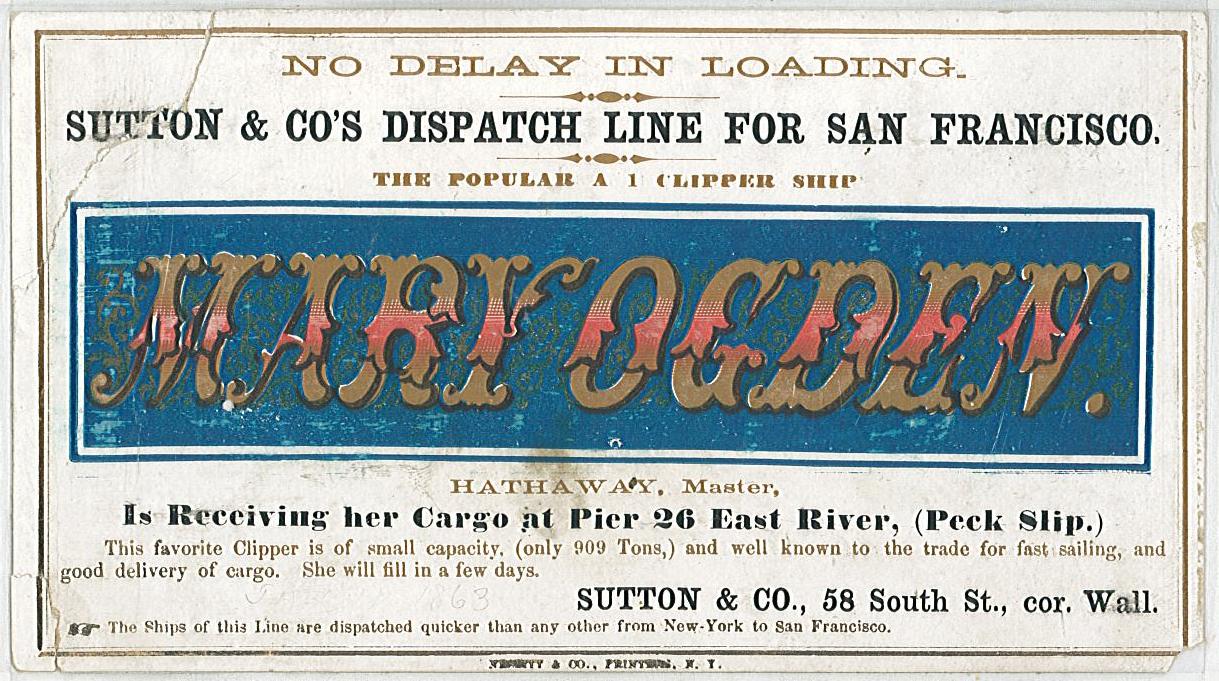 NO DELAY IN LOADING.
SUTTON & CO'S DISPATCH LINE FOR SAN FRANCISCO.
THE POPULAR A 1 CLIPPER SHIP
MARY OGDEN.
HATHAWAY, Master,
Is Receiving her Cargo at Pier 26 East River, (Peck Slip.)
This favorite Clipper is of small capacity, (only 909 Tons,) and well known to the trade for fast sailing, and
good delivery of cargo. She will fill in a few days.
863
SUTTON & CO., 58 South St., cor. Wall.
☞ The Ships of this Line are dispatched quicker than any other from New-York to San Francisco.
NESBITT & CO., PRINTERS, N. Y.